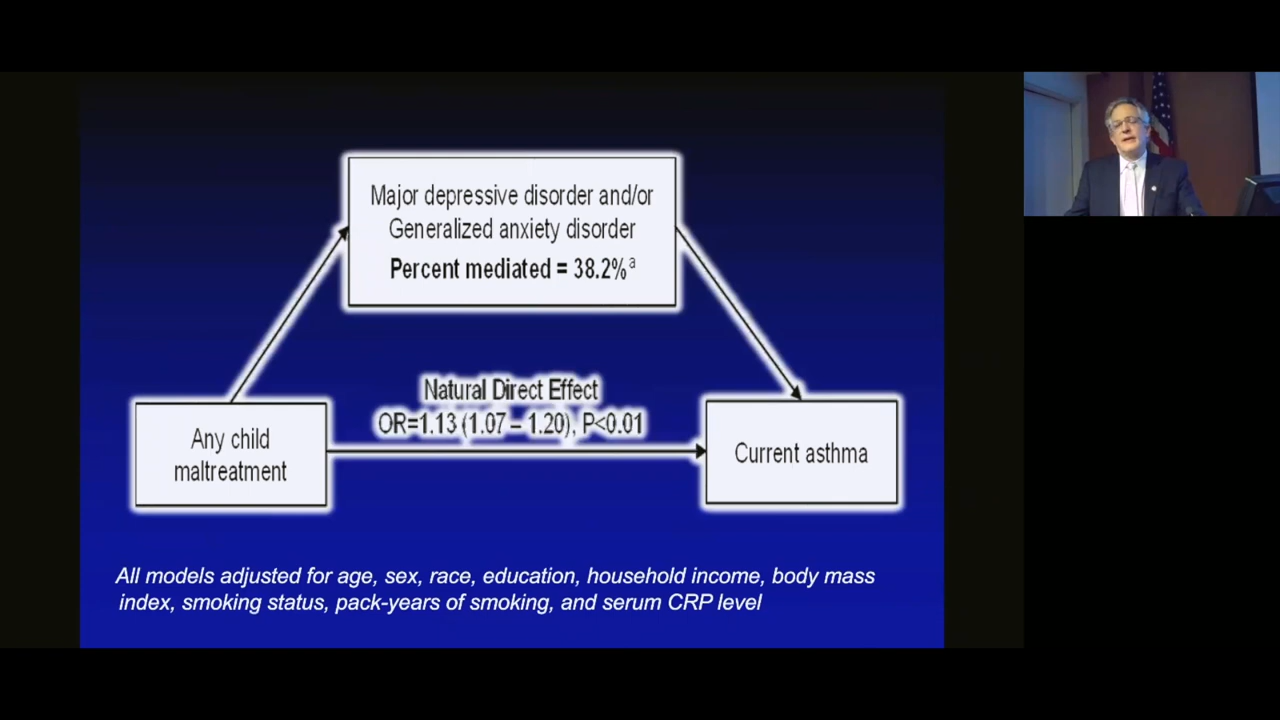 Major depressive disorder and/or
Generalized anxiety disorder
Percent mediated = 38.2%ª
Natural Direct Effect
OR=1.13 (1.07 – 1.20), P<0.01
Any child
maltreatment
Current asthma
All models adjusted for age, sex, race, education, household income, body mass
index, smoking status, pack-years of smoking, and serum CRP level